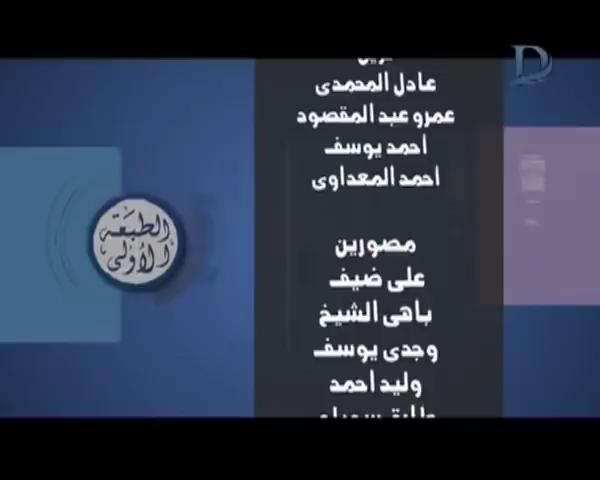 عادل المحمدى
عمرو عبد المقصود
احمد يوسف
احمد المعداوى
مصورين
على ضيف
باهى الشيخ
وجدى يوسف
وليد احمد
الطبعة
الأولى
D